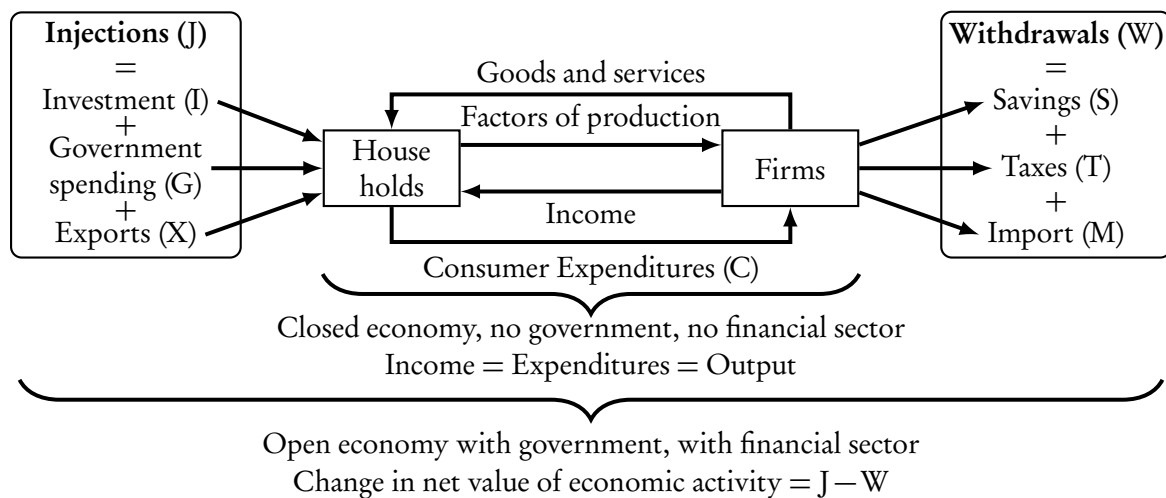 Injections (J)
=
Investment (I)
+
Government
spending (G)
+
Exports (X)
Goods and services
Factors of production
House
holds
Firms
Income
Consumer Expenditures (C)
Withdrawals (W)
=
Savings (S)
+
Taxes (T)
+
Import (M)
Closed economy, no government, no financial sector
Income = Expenditures = Output
Open economy with government, with financial sector
Change in net value of economic activity = J – W